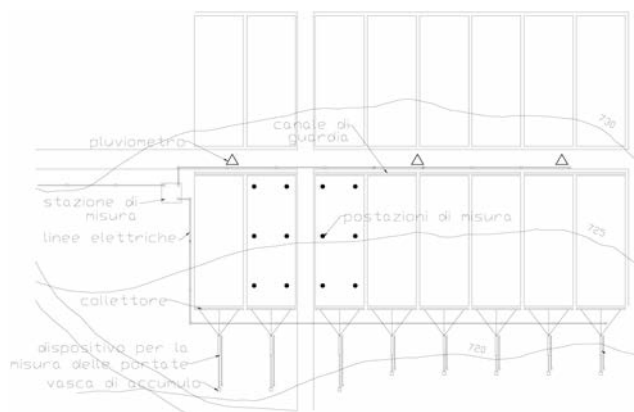 730
canale di
guardia
pluviometro
stazione di
misura
postazioni di misura
725
linee elettriche
collettore
dispositivo per la
misura delle portate
720
vasca di accumulo